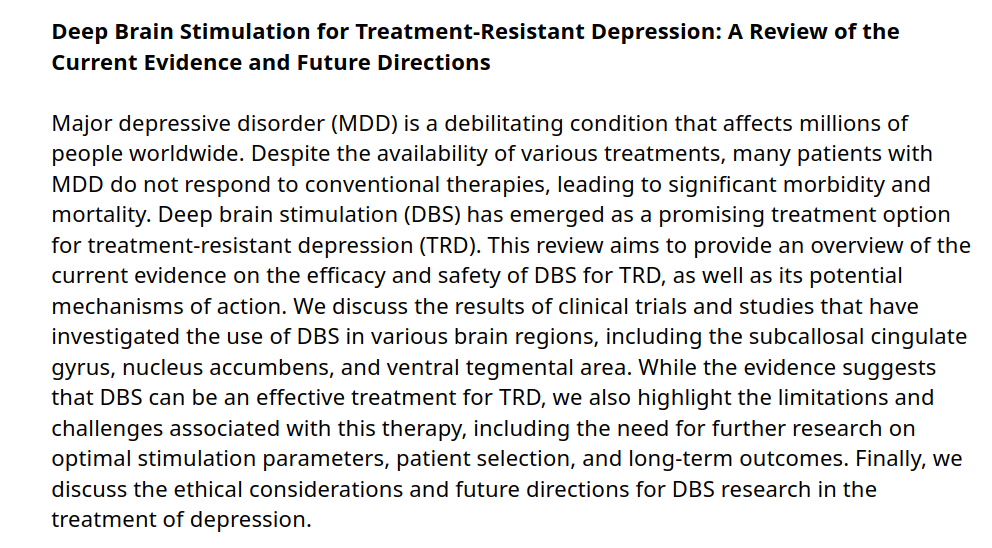 Deep Brain Stimulation for Treatment-Resistant Depression: A Review of the
Current Evidence and Future Directions
Major depressive disorder (MDD) is a debilitating condition that affects millions of
people worldwide. Despite the availability of various treatments, many patients with
MDD do not respond to conventional therapies, leading to significant morbidity and
mortality. Deep brain stimulation (DBS) has emerged as a promising treatment option
for treatment-resistant depression (TRD). This review aims to provide an overview of the
current evidence on the efficacy and safety of DBS for TRD, as well as its potential
mechanisms of action. We discuss the results of clinical trials and studies that have
investigated the use of DBS in various brain regions, including the subcallosal cingulate
gyrus, nucleus accumbens, and ventral tegmental area. While the evidence suggests
that DBS can be an effective treatment for TRD, we also highlight the limitations and
challenges associated with this therapy, including the need for further research on
optimal stimulation parameters, patient selection, and long-term outcomes. Finally, we
discuss the ethical considerations and future directions for DBS research in the
treatment of depression.